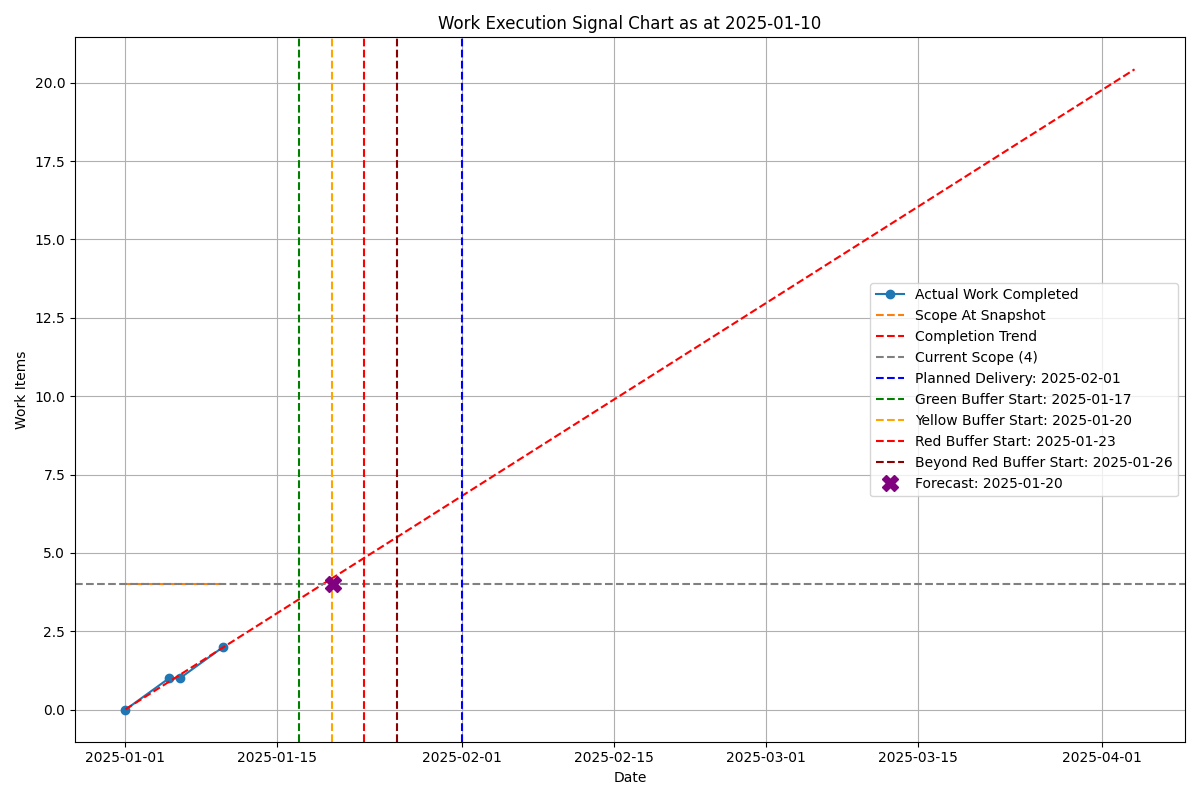 Work Execution Signal Chart as at 2025-01-10
20.0
17.5
15.0
12.5
10.0
7.5
5.0
2.5
0.0
Work Items
Actual Work Completed
Scope At Snapshot
Completion Trend
Current Scope (4)
Planned Delivery: 2025-02-01
Green Buffer Start: 2025-01-17
Yellow Buffer Start: 2025-01-20
Red Buffer Start: 2025-01-23
Beyond Red Buffer Start: 2025-01-26
Forecast: 2025-01-20
2025-01-01
2025-01-15
2025-02-01
2025-02-15
2025-03-01
2025-03-15
2025-04-01
Date